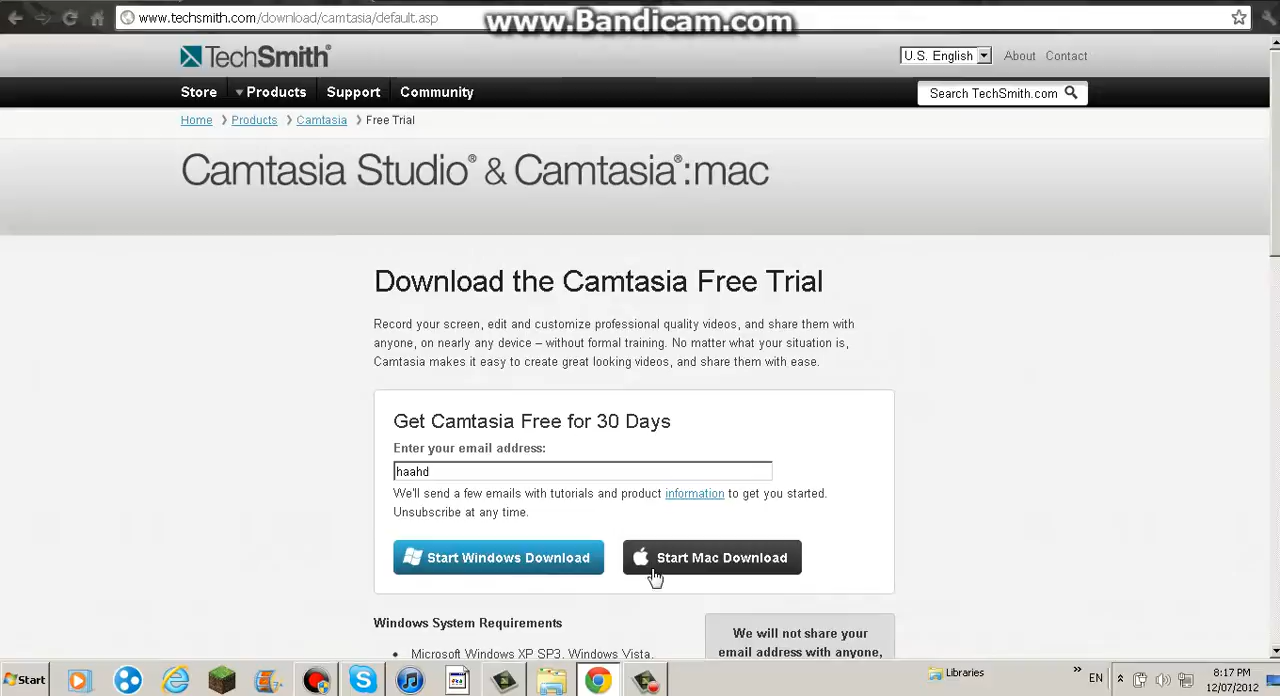 www.techsmith.com/download/camtasia/default.asp
www.Bandicam.com
TechSmith®
U.S. English
About
Contact
Store
Products
Support
Community
Search TechSmith.com
Home
Products
Camtasia
Free Trial
Camtasia Studio® & Camtasia®:mac
Download the Camtasia Free Trial
Record your screen, edit and customize professional quality videos, and share them with
anyone, on nearly any device – without formal training. No matter what your situation is,
Camtasia makes it easy to create great looking videos, and share them with ease.
Get Camtasia Free for 30 Days
Enter your email address:
haahd
We'll send a few emails with tutorials and product information to get you started.
Unsubscribe at any time.
Start Windows Download
Start Mac Download
Windows System Requirements
Microsoft Windows XP SP3, Windows Vista,
We will not share your
email address with anyone,
Start
Libraries
EN
8:17 PM
12/07/2012